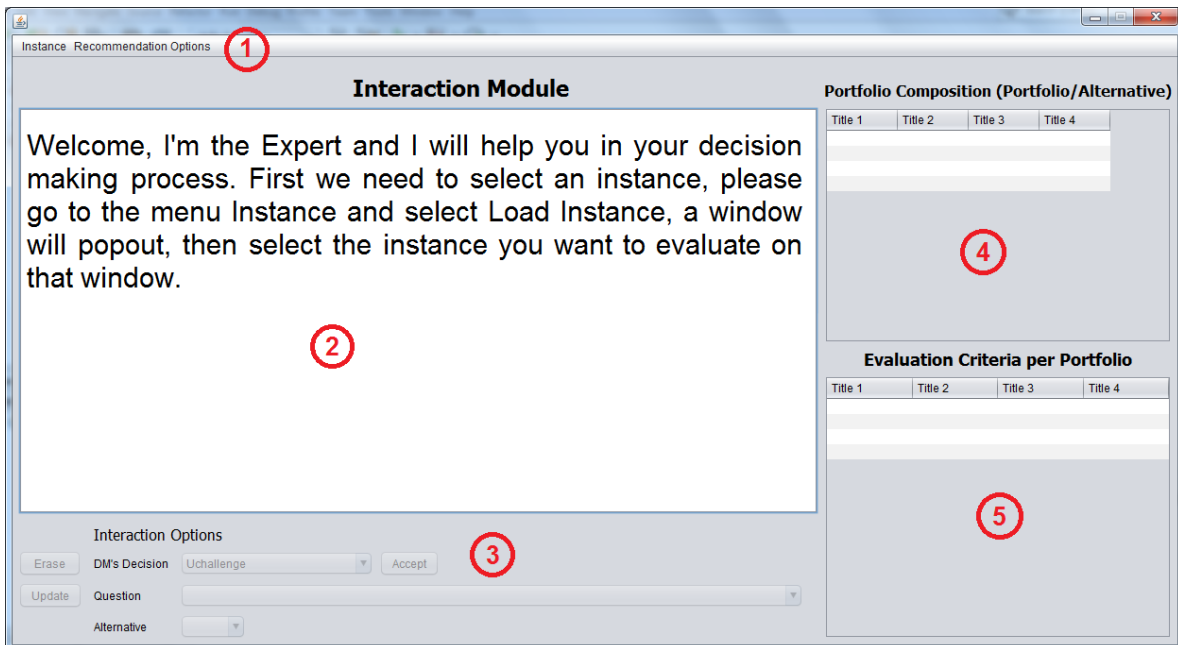 Instance Recommendation Options
1
Interaction Module
Welcome, I'm the Expert and I will help you in your decision
making process. First we need to select an instance, please
go to the menu Instance and select Load Instance, a window
will popout, then select the instance you want to evaluate on
that window.
2
Interaction Options
3
Erase DM's Decision Uchallenge Accept
Update Question
Alternative
Portfolio Composition (Portfolio/Alternative)
Title 1 Title 2 Title 3 Title 4
4
Evaluation Criteria per Portfolio
Title 1 Title 2 Title 3 Title 4
5